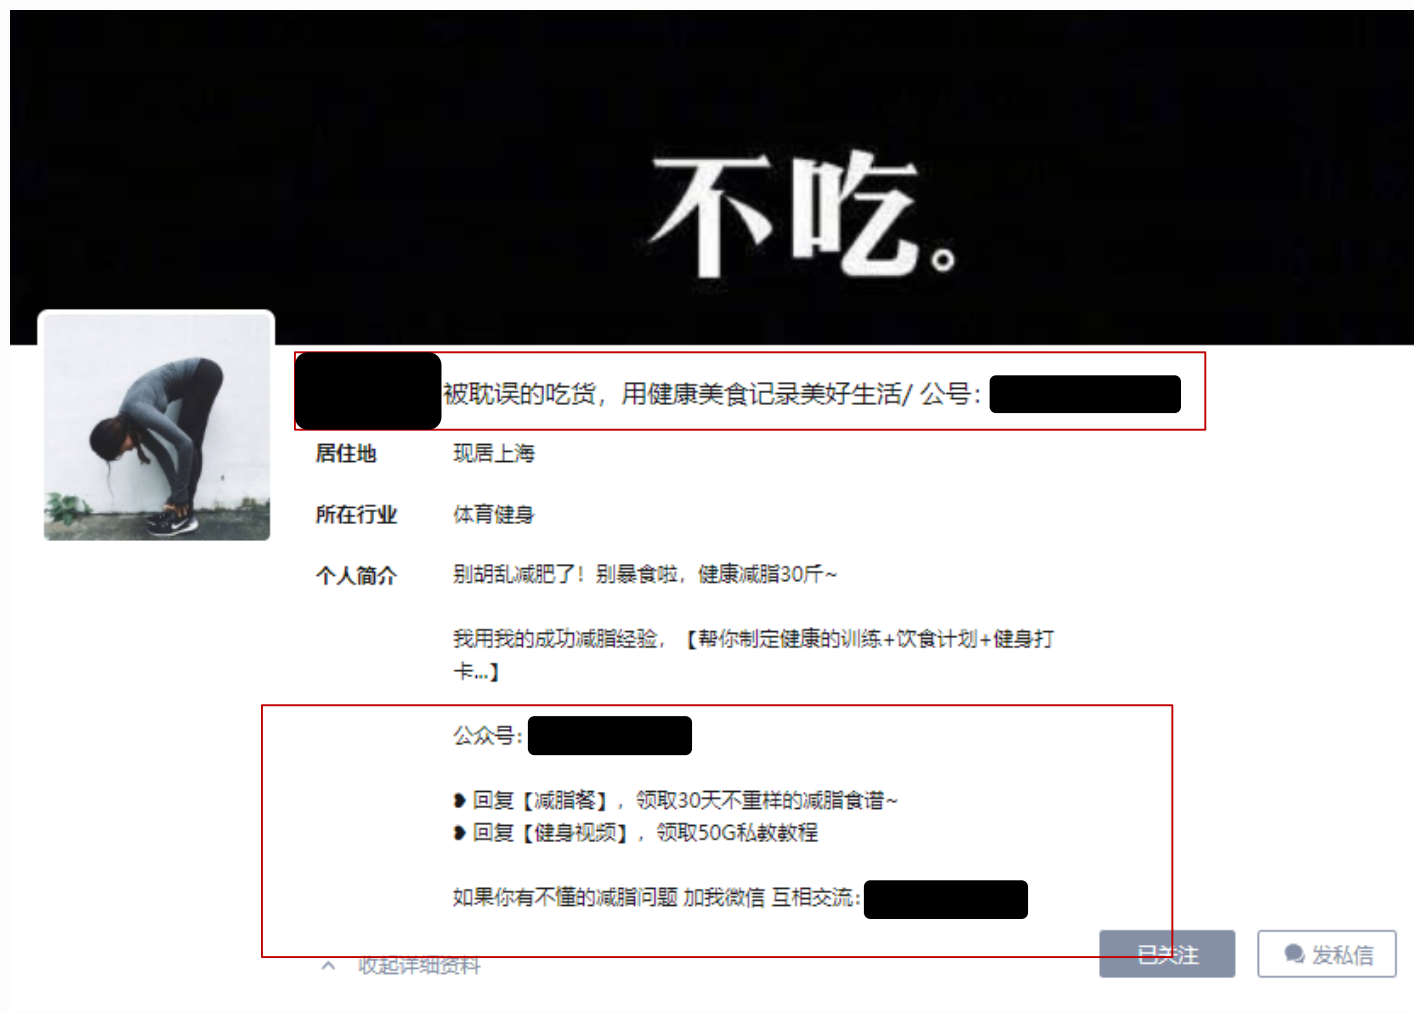 不吃。
被耽误的吃货，用健康美食记录美好生活/ 公号：
居住地 现居上海
所在行业 体育健身
个人简介 别胡乱减肥了！别暴食啦，健康减脂30斤~
我用我的成功减脂经验，【帮你制定健康的训练+饮食计划+健身打
卡...】
公众号：
❥ 回复【减脂餐】，领取30天不重样的减脂食谱~
❥ 回复【健身视频】，领取50G私教教程
如果你有不懂的减脂问题 加我微信 互相交流：
收起详细资料
已关注
发私信